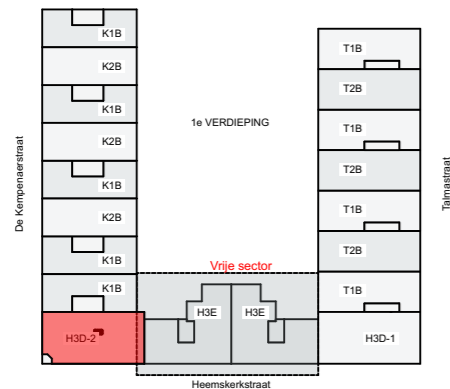 De Kempenaerstraat
K1B
K2B
K1B
K2B
K1B
K2B
K1B
K1B
H3D-2
1e VERDIEPING
Vrije sector
H3E
H3E
Heemskerkstraat
T1B
T2B
T1B
T2B
T1B
T2B
T1B
H3D-1
Talmastraat